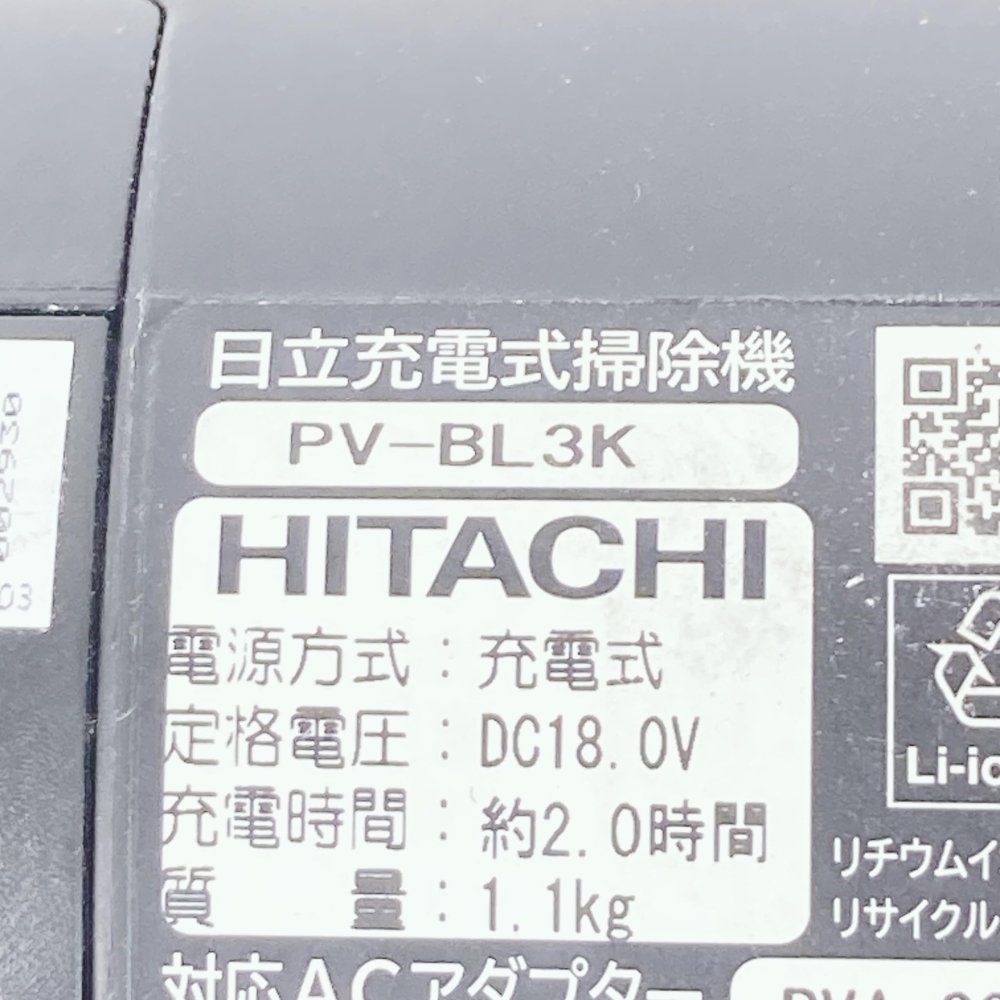 日立充電式掃除機
PV-BL3K
HITACHI
電源方式：充電式
定格電圧：DC18.0V
充電時間：約2.0時間
質　　量：1.1kg
対応ACアダプター
Li-io
リチウムイ
リサイクル
0002930
03